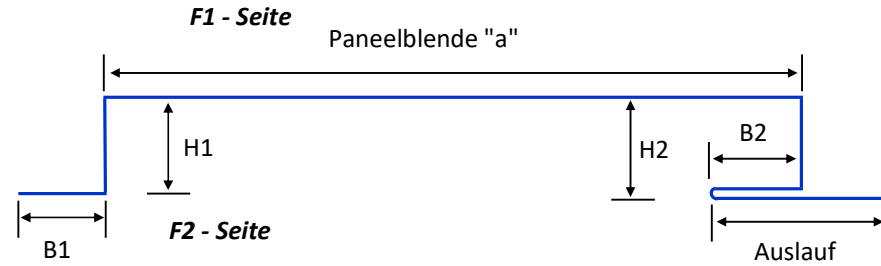 F1 - Seite
Paneelblende "a"
H1
H2
B2
B1
F2 - Seite
Auslauf